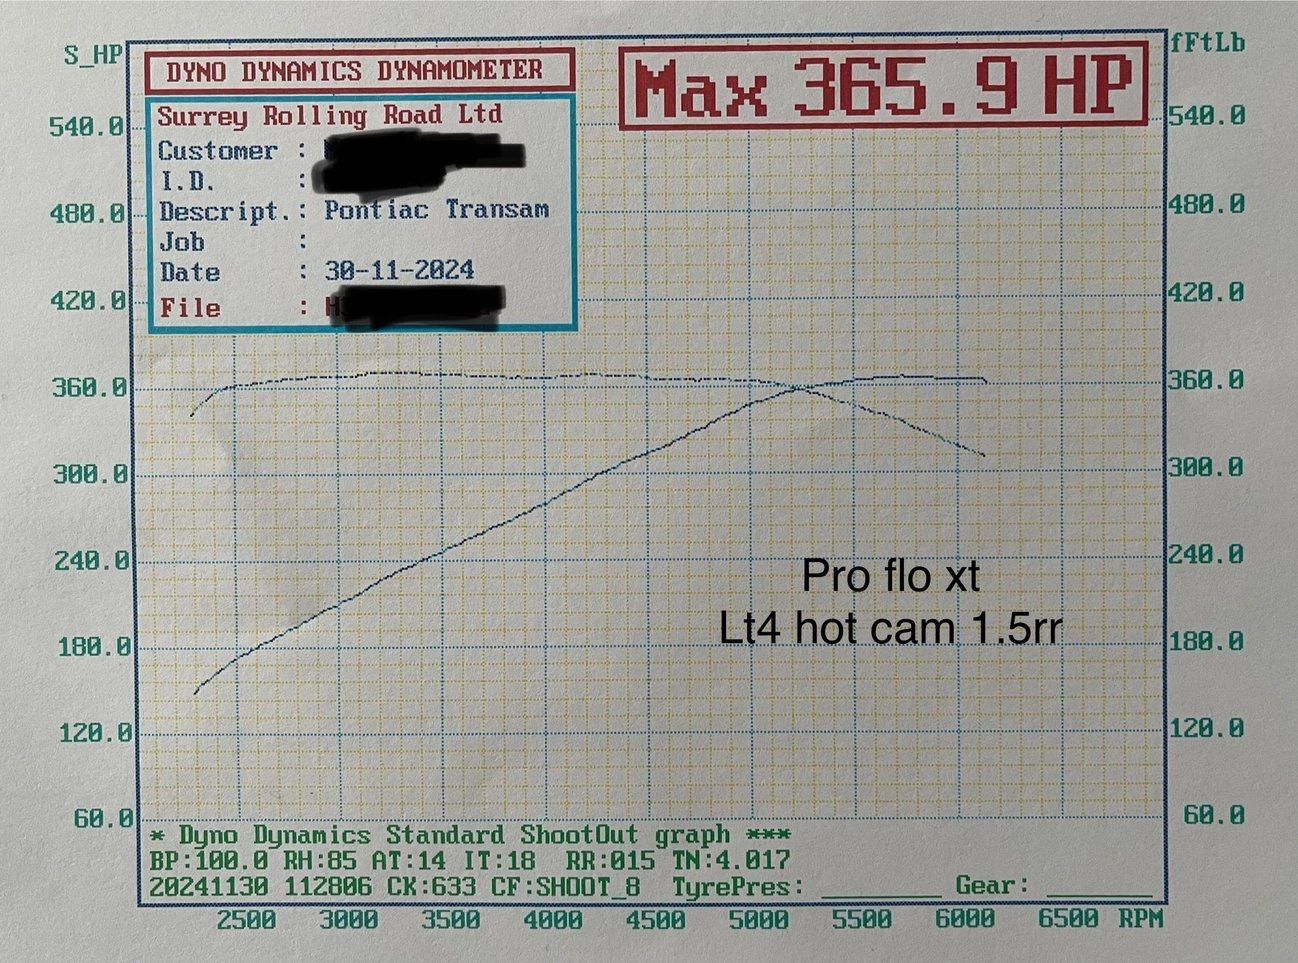 S_HP
fFtLb
DYNO DYNAMICS DYNAMOMETER
Max 365.9 HP
Surrey Rolling Road Ltd
Customer :
I.D. :
Descript.: Pontiac Transam
Job :
Date : 30-11-2024
File :
540.0 540.0
480.0 480.0
420.0 420.0
360.0 360.0
300.0 300.0
240.0 240.0
180.0 180.0
120.0 120.0
60.0 60.0
Pro flo xt
Lt4 hot cam 1.5rr
* Dyno Dynamics Standard ShootOut graph ***
BP:100.0 RH:85 AT:14 IT:18 RR:015 TN:4.017
20241130 112806 CK:633 CF:SHOOT_8 TyrePres: ________ Gear: _______
2500 3000 3500 4000 4500 5000 5500 6000 6500 RPM